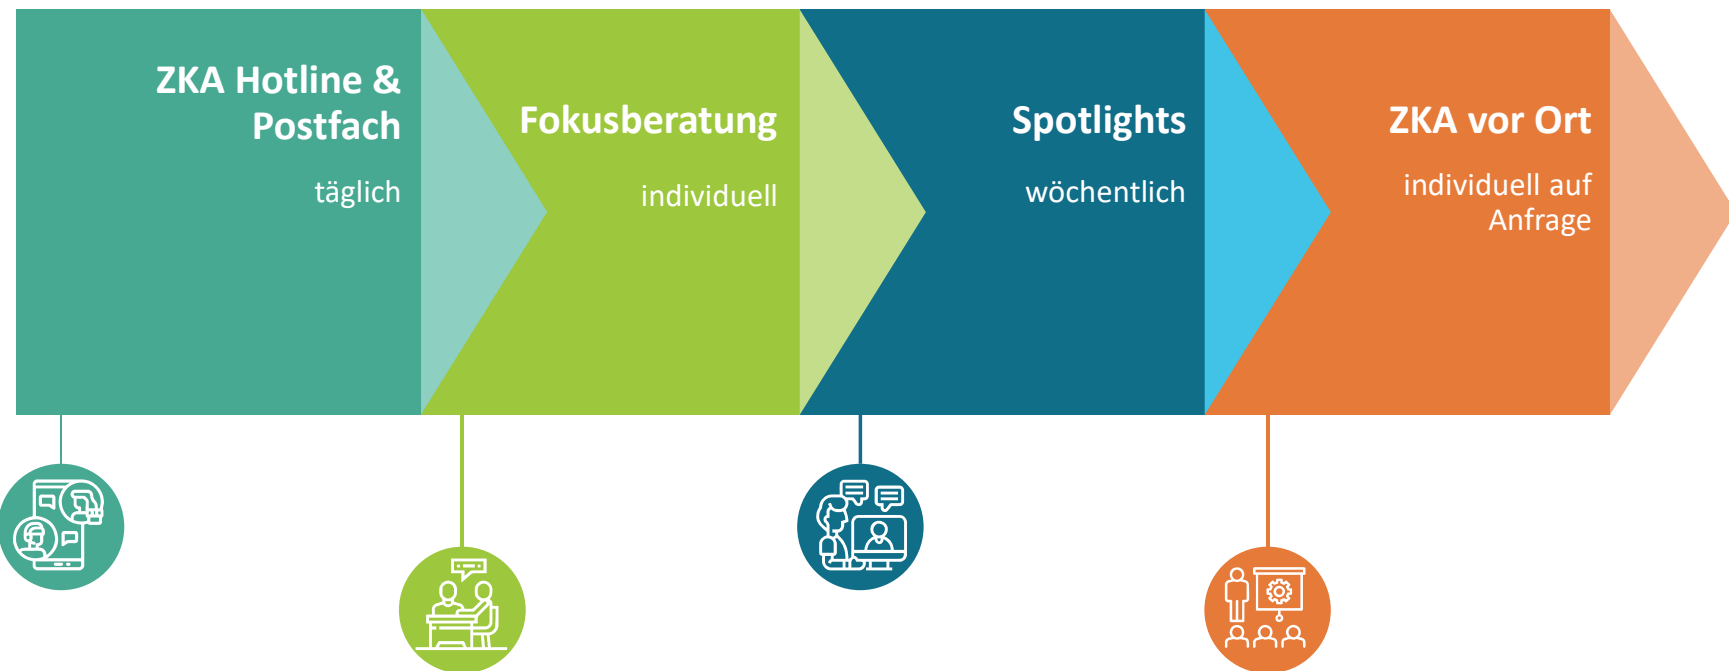 ZKA Hotline &
Postfach
täglich
Fokusberatung
individuell
Spotlights
wöchentlich
ZKA vor Ort
individuell auf
Anfrage